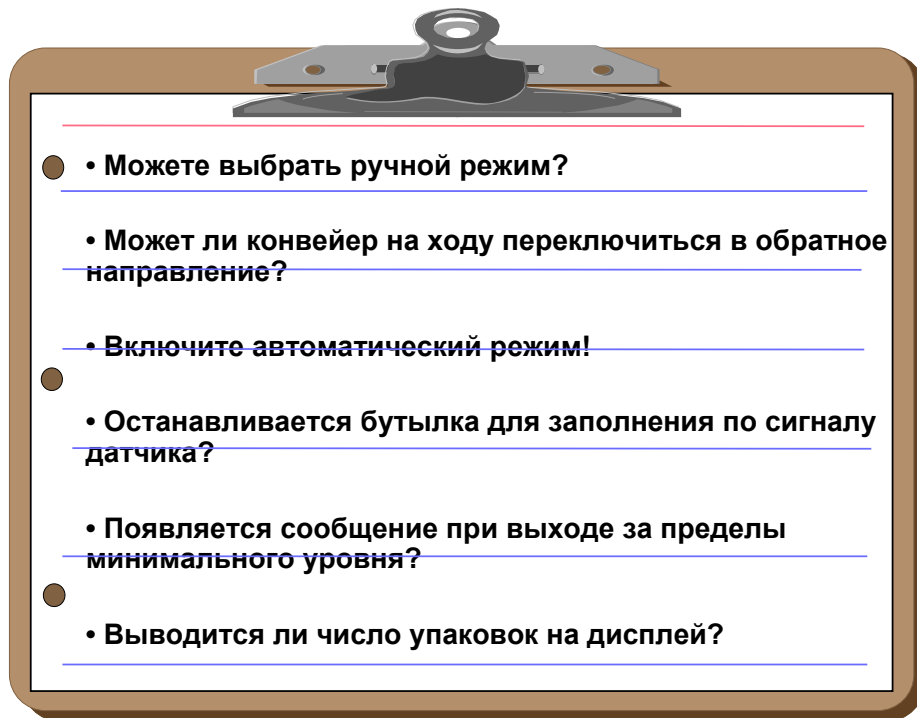 • Можете выбрать ручной режим?
• Может ли конвейер на ходу переключиться в обратное
направление?
• Включите автоматический режим!
• Останавливается бутылка для заполнения по сигналу
датчика?
• Появляется сообщение при выходе за пределы
минимального уровня?
• Выводится ли число упаковок на дисплей?